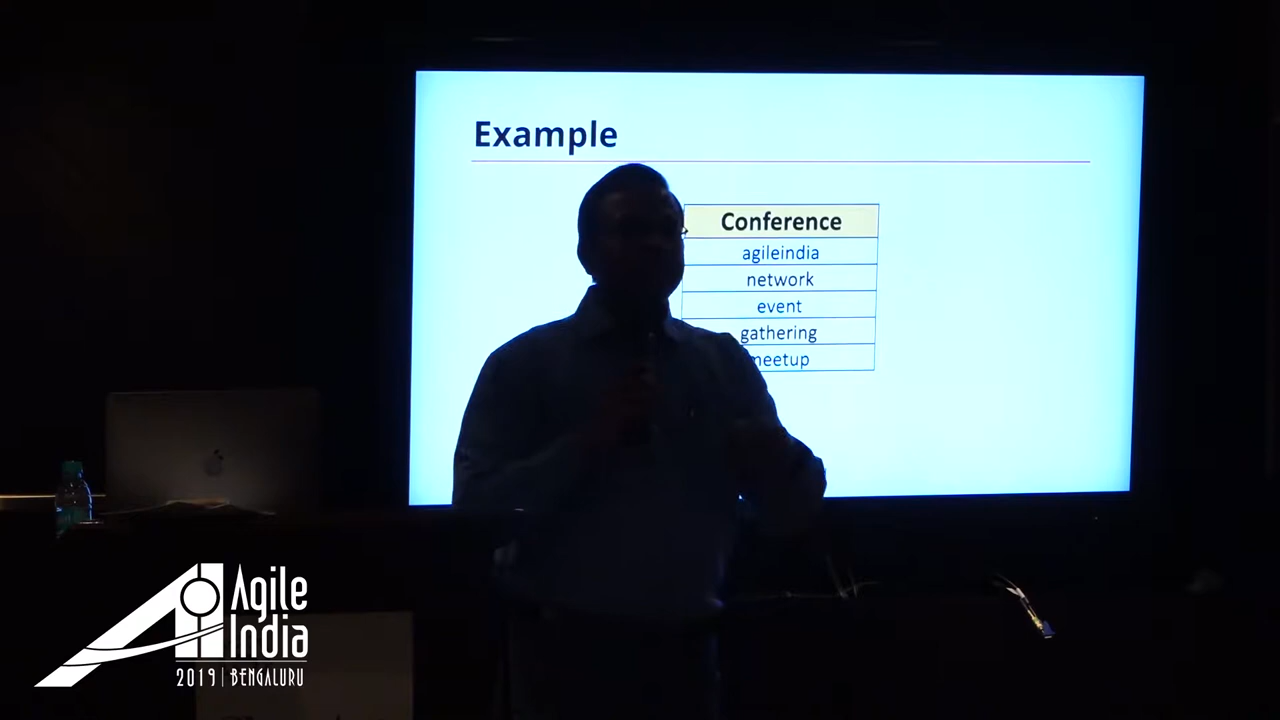 Example
Conference
agileindia
network
event
gathering
meetup
Agile
India
2019 | BENGALURU